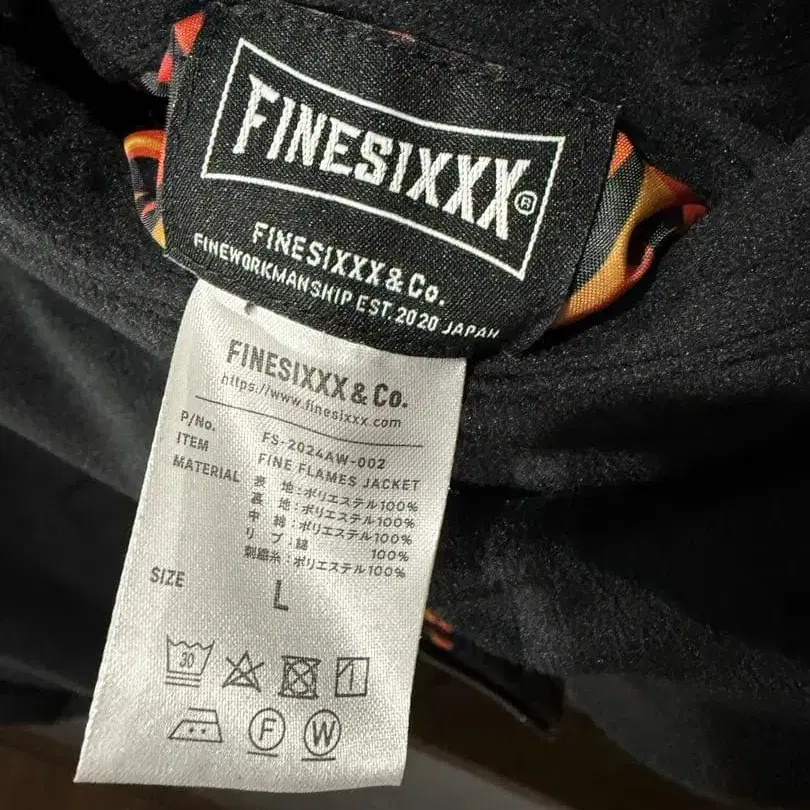 FINESIXXX®
FINESIXXX & Co.
FINEWORKMANSHIP EST.2020 JAPAN
FINESIXXX & Co.
https://www.finesixxx.com
P/No. FS-2024AW-002
ITEM FINE FLAMES JACKET
MATERIAL 表 地:ポリエステル100%
裏 地:ポリエステル100%
中 綿:ポリエステル100%
リ ブ:綿 100%
刺繍糸:ポリエステル100%
SIZE L
30
F W